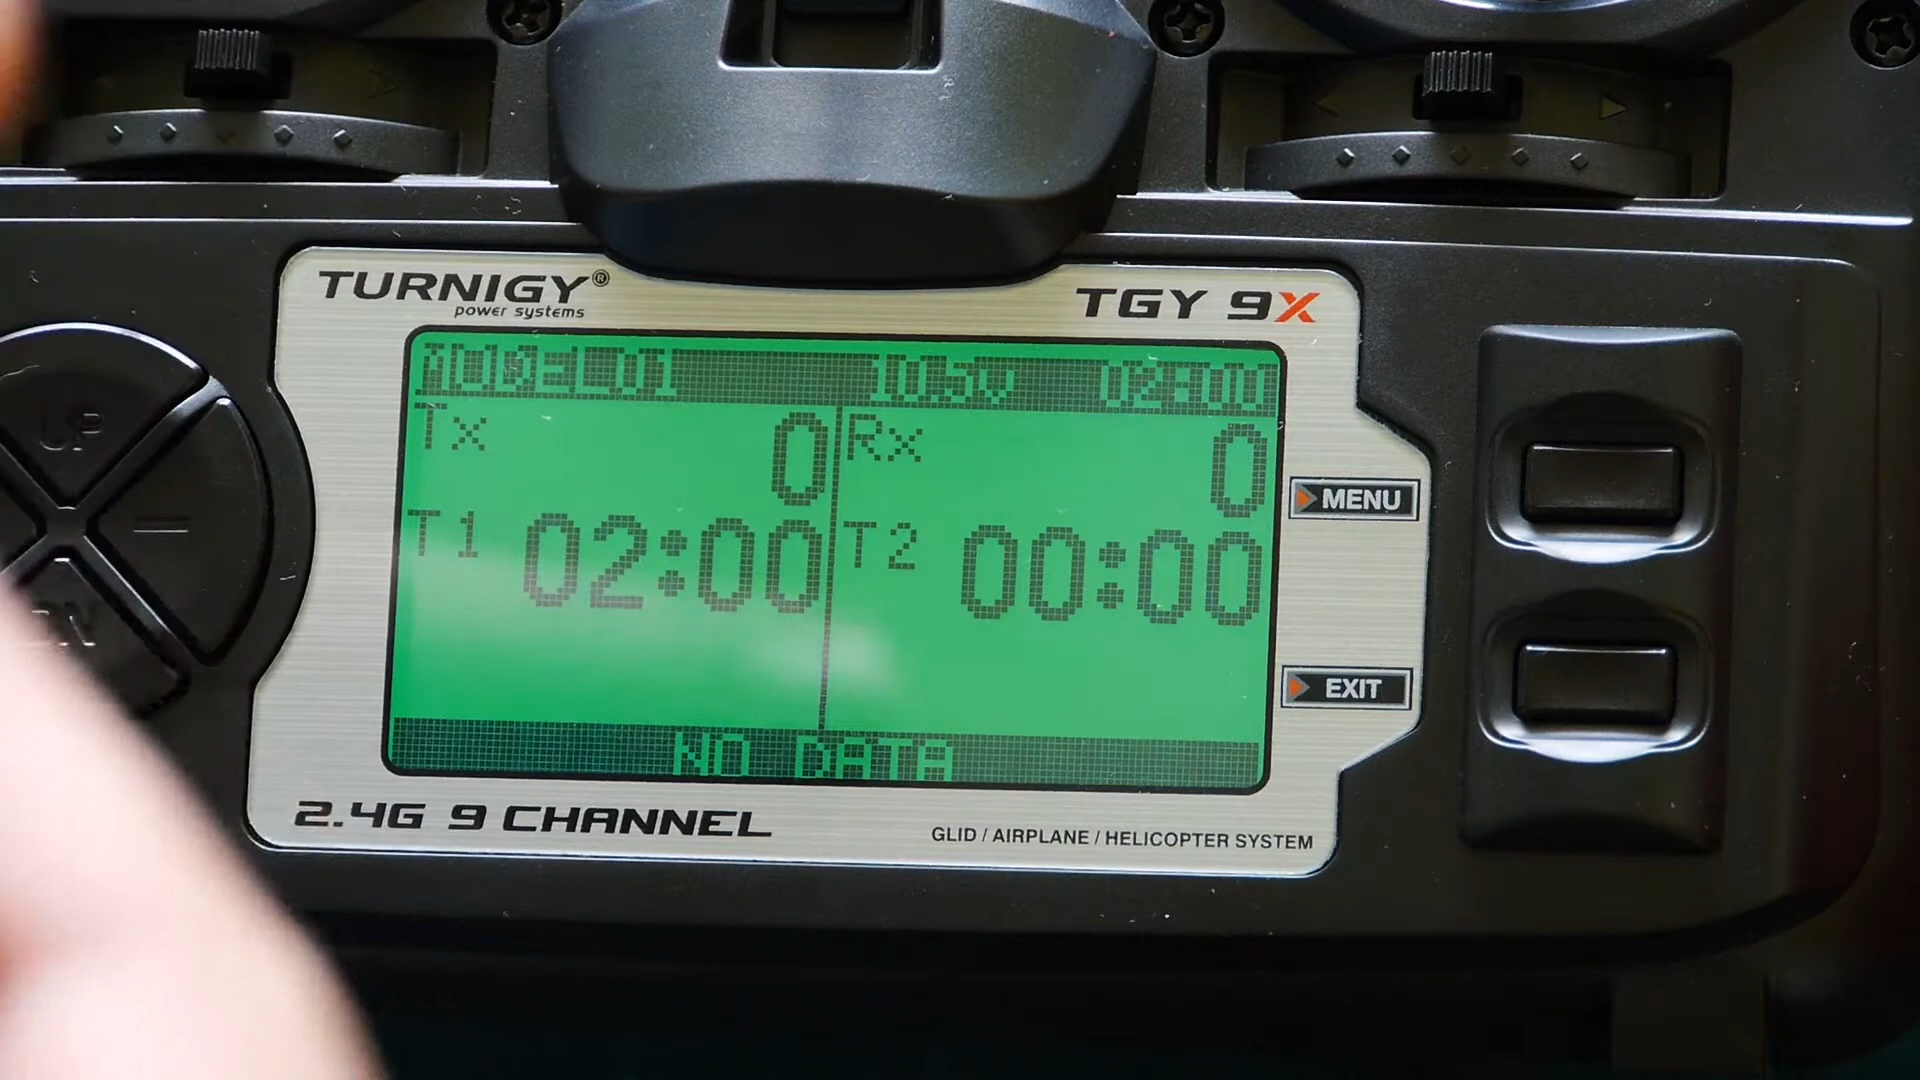 TURNIGY®
power systems
TGY 9X
MODEL01 10.5V 02:00
Tx 0 Rx 0
T1 02:00 T2 00:00
NO DATA
MENU
EXIT
UP
—
DN
2.4G 9 CHANNEL
GLID / AIRPLANE / HELICOPTER SYSTEM